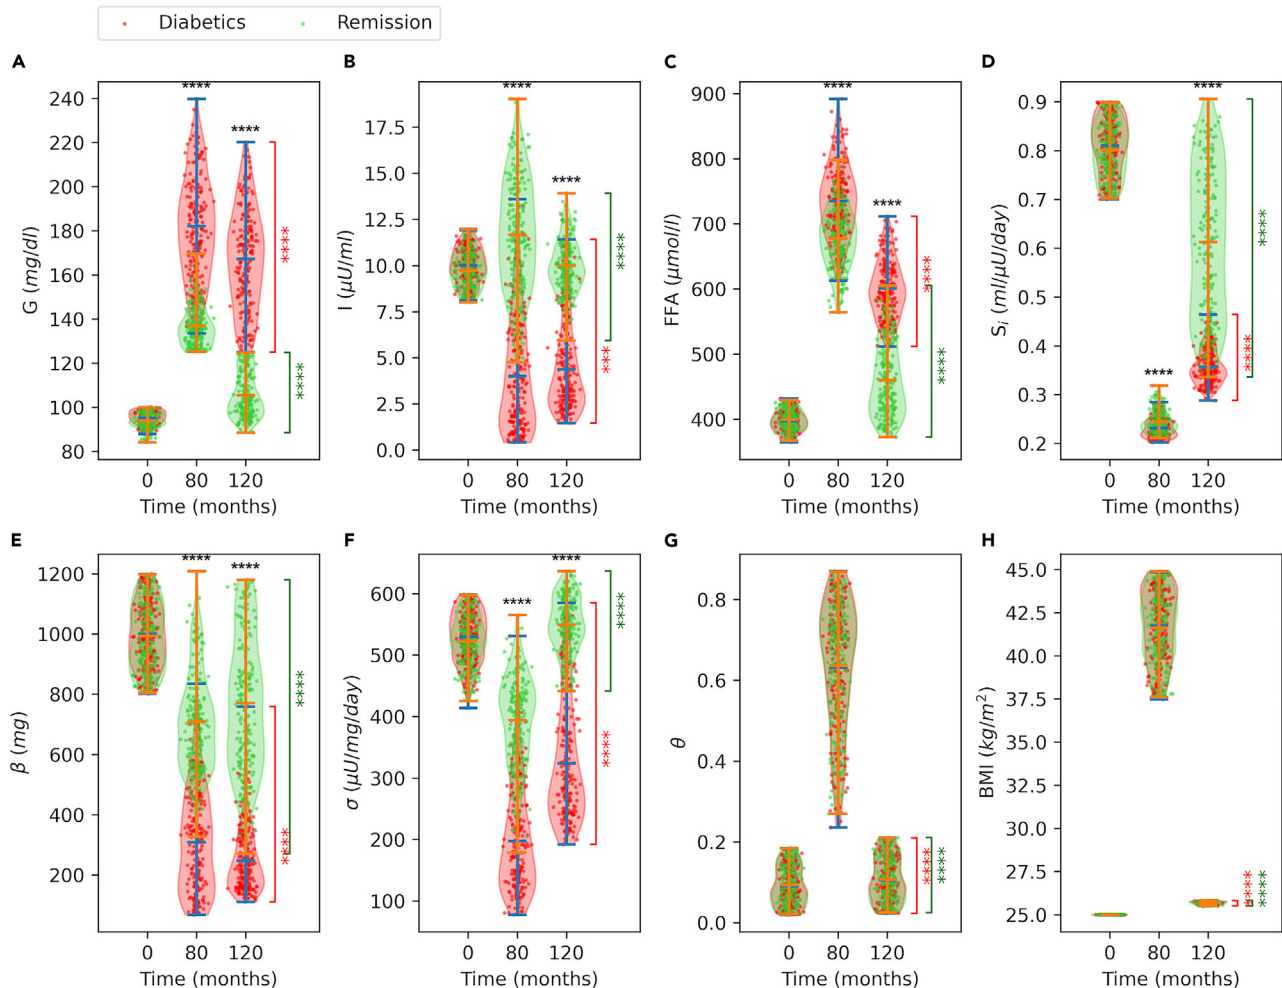 Diabetics Remission
A
G (mg/dl)
240
220
200
180
160
140
120
100
80
****
****
****
****
0 80 120
Time (months)
B
I (μU/ml)
17.5
15.0
12.5
10.0
7.5
5.0
2.5
0.0
****
****
****
***
0 80 120
Time (months)
C
FFA (μmol/l)
900
800
700
600
500
400
****
****
****
****
0 80 120
Time (months)
D
Si (ml/μU/day)
0.9
0.8
0.7
0.6
0.5
0.4
0.3
0.2
****
****
****
****
0 80 120
Time (months)
E
β (mg)
1200
1000
800
600
400
200
****
****
****
****
0 80 120
Time (months)
F
σ (μU/mg/day)
600
500
400
300
200
100
****
****
****
****
0 80 120
Time (months)
G
θ
0.8
0.6
0.4
0.2
0.0
****
****
0 80 120
Time (months)
H
BMI (kg/m²)
45.0
42.5
40.0
37.5
35.0
32.5
30.0
27.5
25.0
****
****
0 80 120
Time (months)